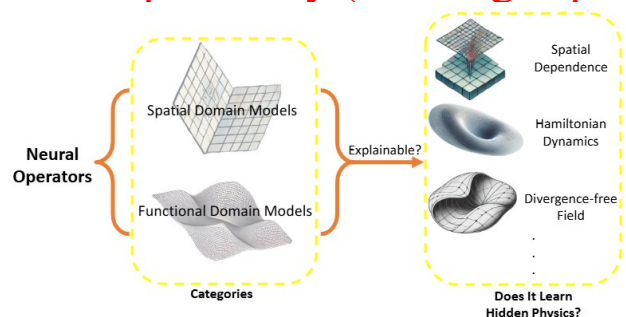 Neural
Operators
Spatial Domain Models
Functional Domain Models
Categories
Explainable?
Spatial
Dependence
Hamiltonian
Dynamics
Divergence-free
Field
.
.
.
Does It Learn
Hidden Physics?